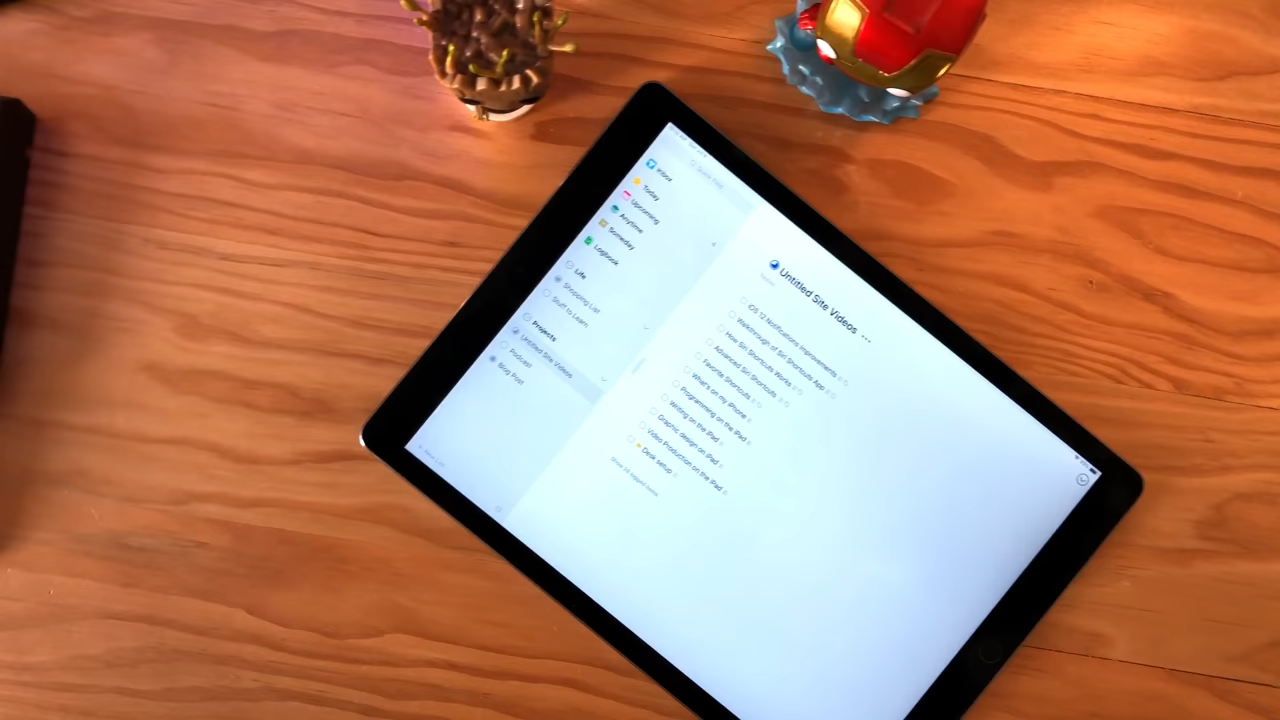 Inbox
Today
Upcoming
Anytime
Someday
Logbook
Life
Shopping List
Stuff to Learn
Projects
Untitled Site Videos
Podcast
Blog Post
Untitled Site Videos
Notes
iOS 12 Notifications Improvements
Walkthrough of Siri Shortcuts App
How Siri Shortcuts Works
Advanced Siri Shortcuts
Favorite Shortcuts
What's on my iPhone
Programming on the iPad
Writing on the iPad
Graphic design on iPad
Video Production on the iPad
Desk setup